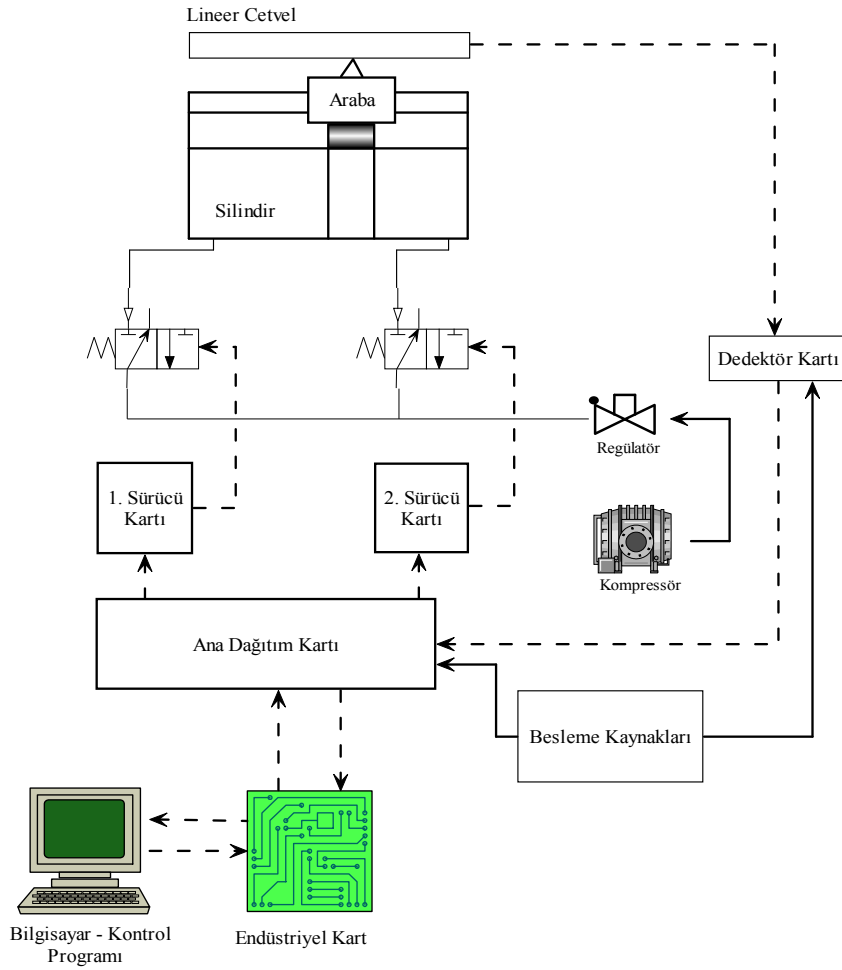 Lineer Cetvel
Araba
Silindir
Dedektör Kartı
Regülatör
1. Sürücü
Kartı
2. Sürücü
Kartı
Kompressör
Ana Dağıtım Kartı
Besleme Kaynakları
Bilgisayar - Kontrol
Programı
Endüstriyel Kart